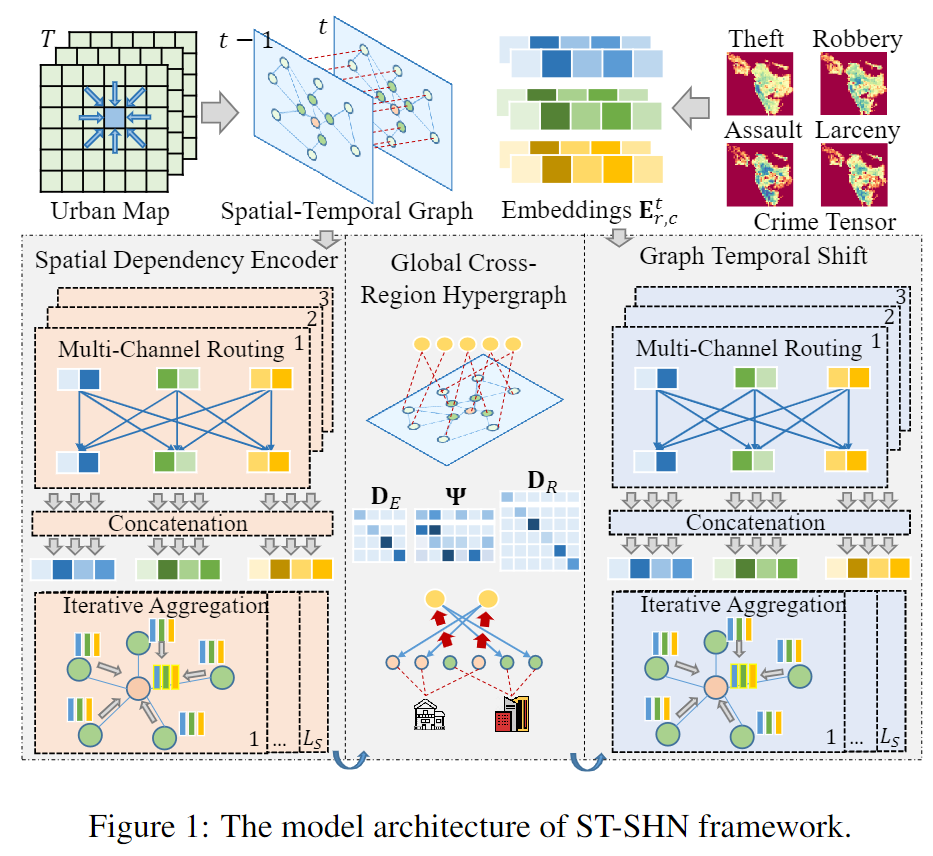 T
t − 1
t
Theft Robbery
Assault Larceny
Urban Map
Spatial-Temporal Graph
Embeddings E^t_{r,c}
Crime Tensor
Spatial Dependency Encoder
3
2
1
Multi-Channel Routing
Concatenation
Iterative Aggregation
1 ... L_S
Global Cross-
Region Hypergraph
D_E Ψ D_R
Graph Temporal Shift
3
2
1
Multi-Channel Routing
Concatenation
Iterative Aggregation
1 ... L_S
Figure 1: The model architecture of ST-SHN framework.